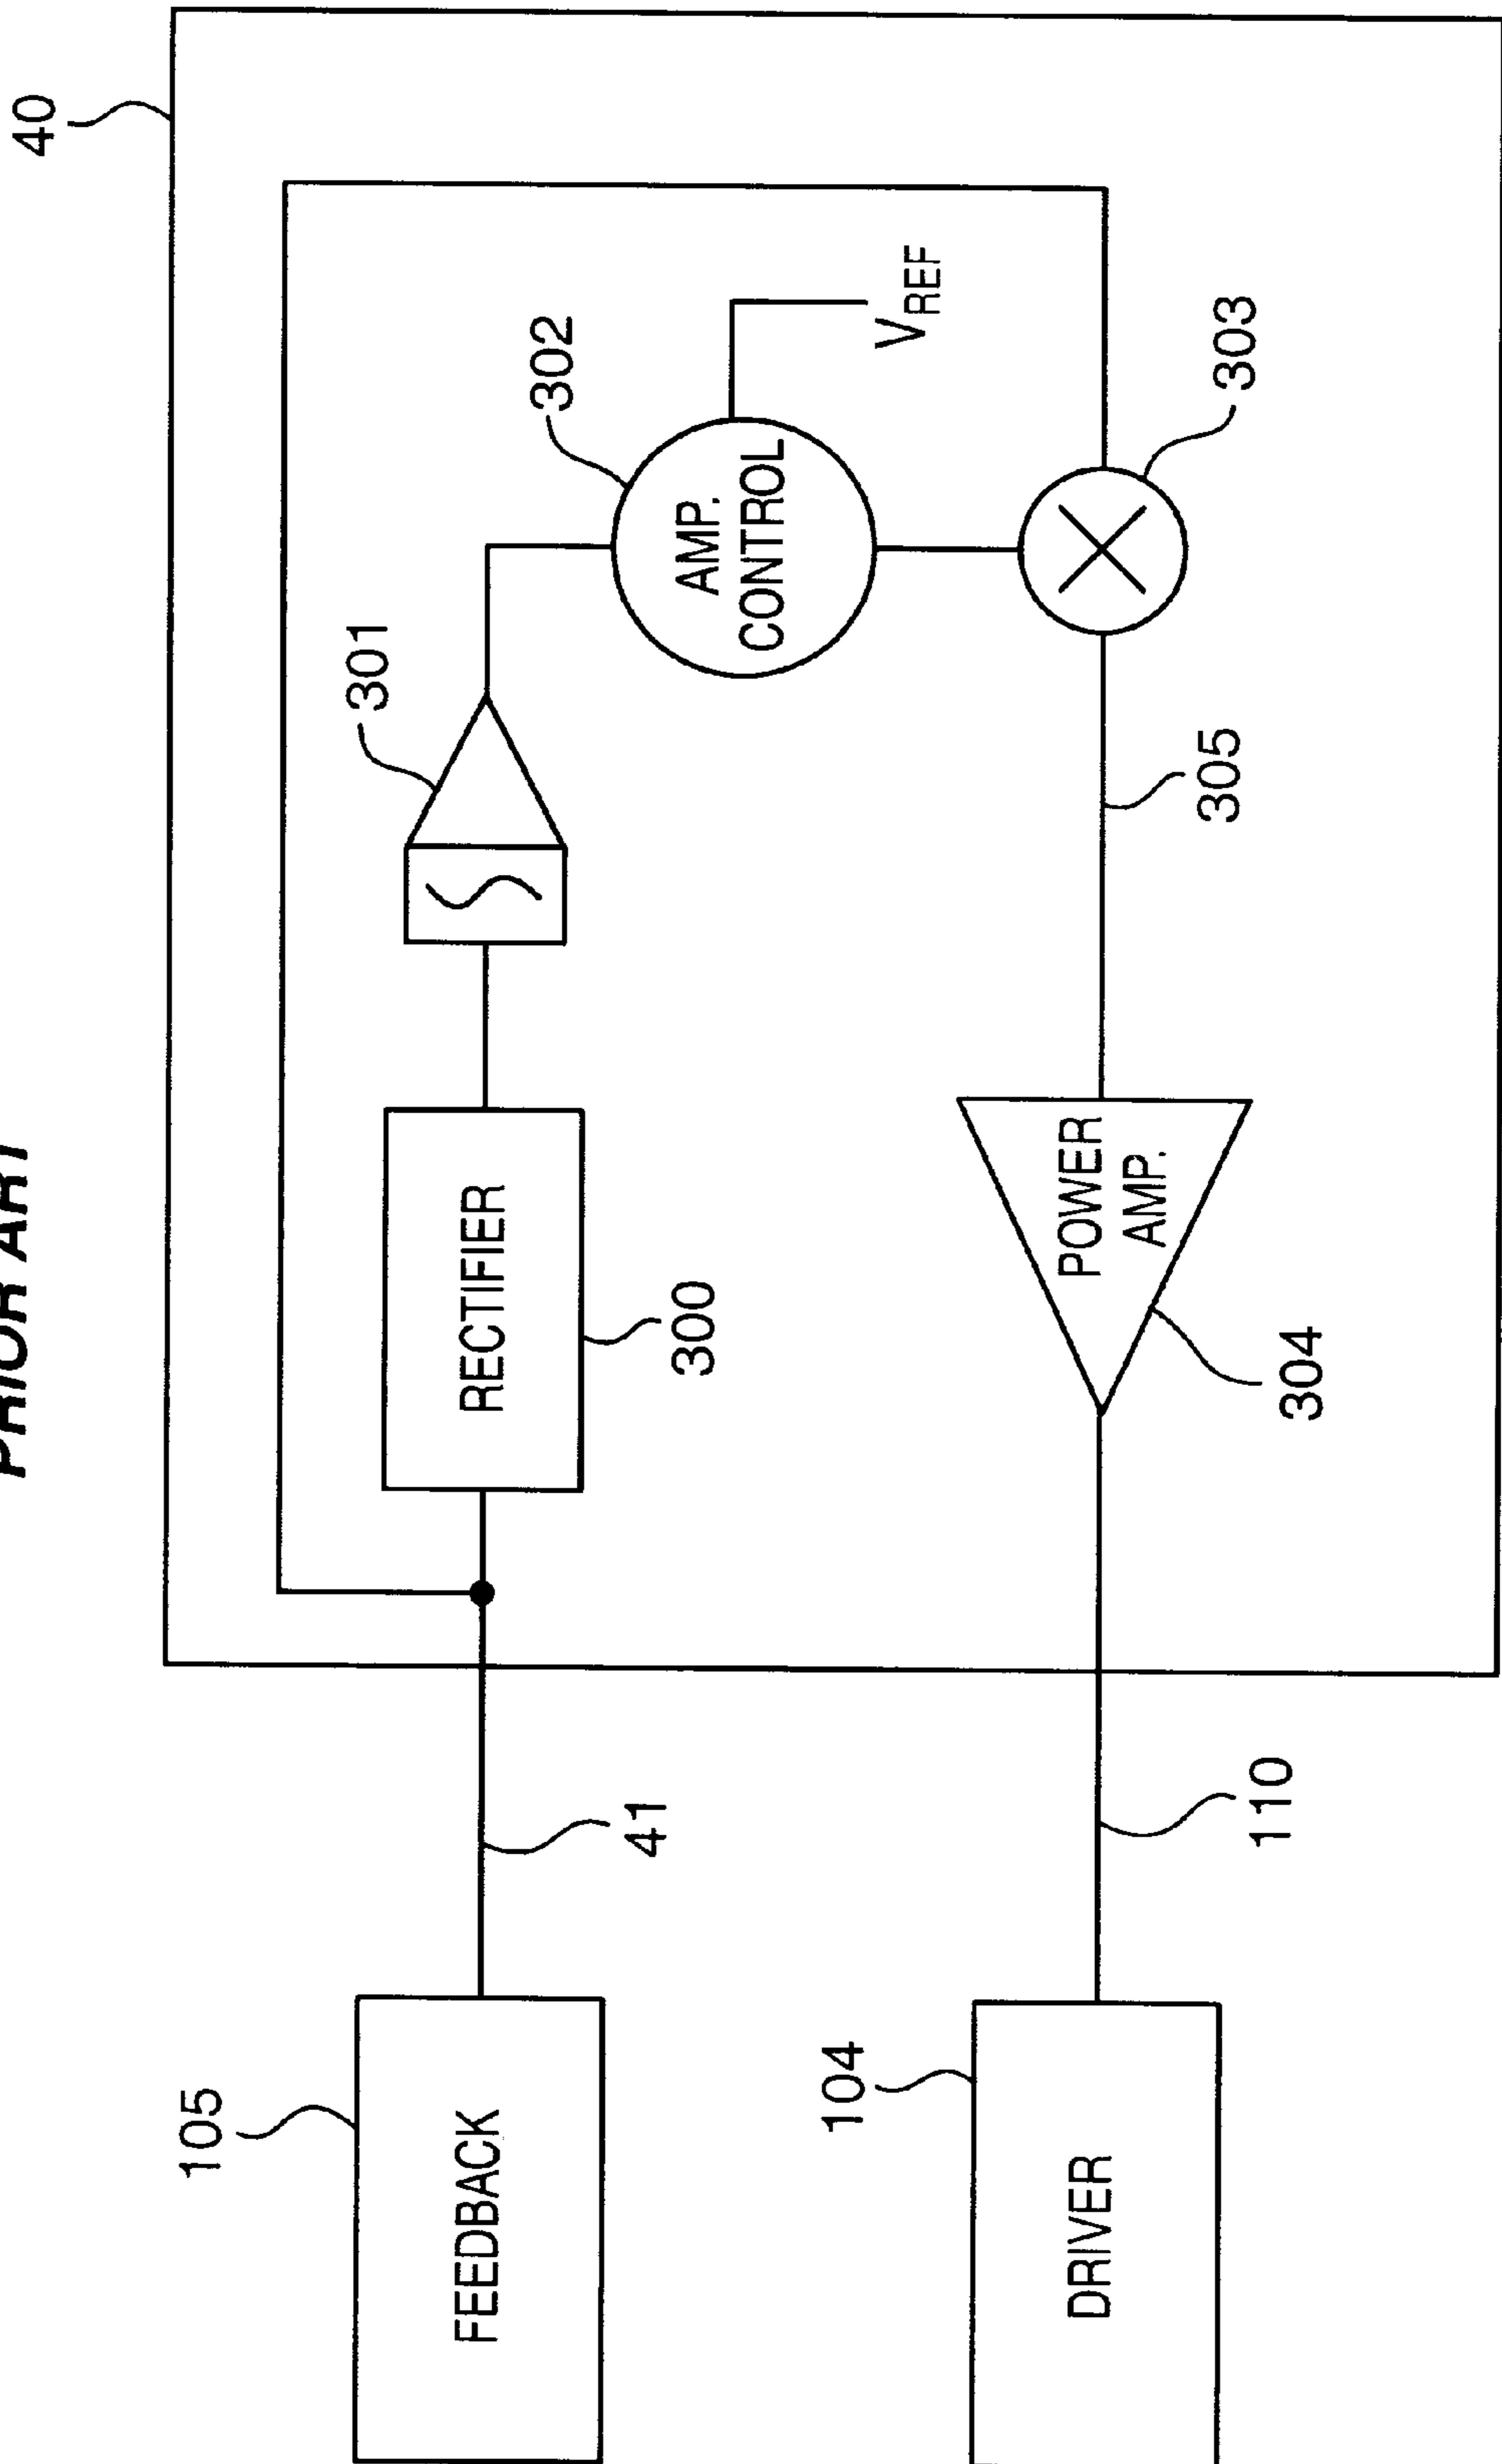 PRIOR ART
40
105
FEEDBACK
41
RECTIFIER
300
301
302
AMP.
CONTROL
VREF
104
DRIVER
110
POWER
AMP.
304
305
303